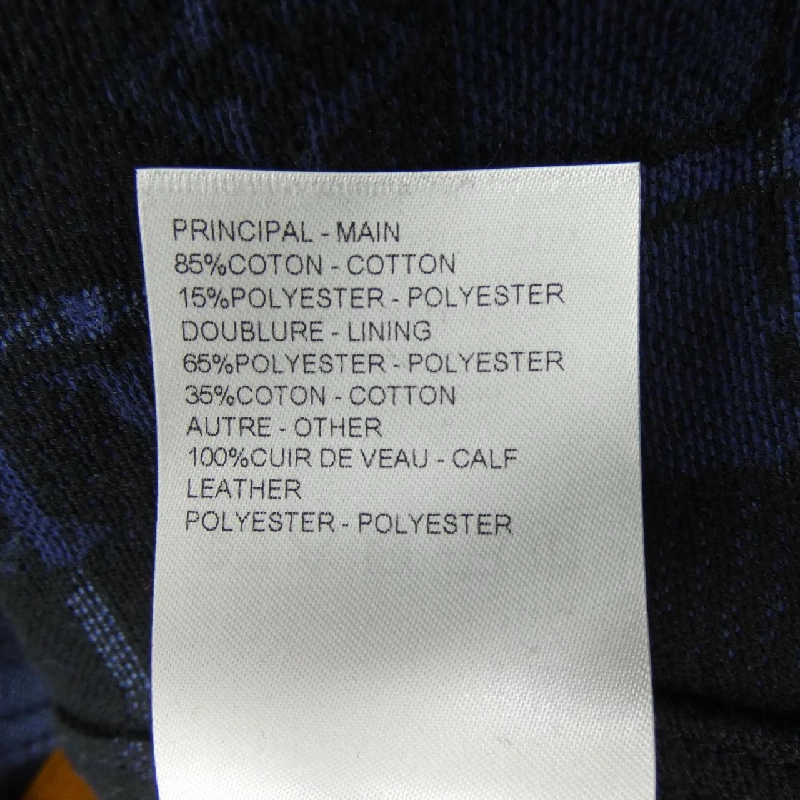 PRINCIPAL - MAIN
85%COTON - COTTON
15%POLYESTER - POLYESTER
DOUBLURE - LINING
65%POLYESTER - POLYESTER
35%COTON - COTTON
AUTRE - OTHER
100%CUIR DE VEAU - CALF
LEATHER
POLYESTER - POLYESTER